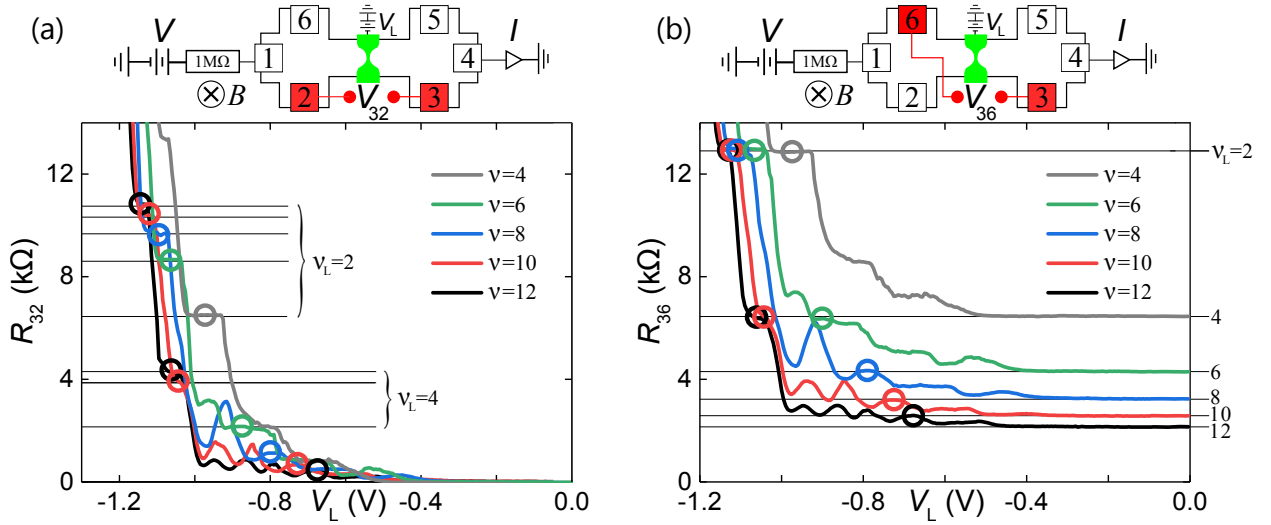 (a)
V
1MΩ
B
1
6
5
2
3
4
V_L
V_32
I
R_32 (kΩ)
12
8
4
0
-1.2
-0.8
-0.4
0.0
V_L (V)
ν=4
ν=6
ν=8
ν=10
ν=12
ν_L=2
ν_L=4
(b)
V
1MΩ
B
1
6
5
2
3
4
V_L
V_36
I
R_36 (kΩ)
12
8
4
0
-1.2
-0.8
-0.4
0.0
V_L (V)
ν=4
ν=6
ν=8
ν=10
ν=12
ν_L=2
4
6
8
10
12